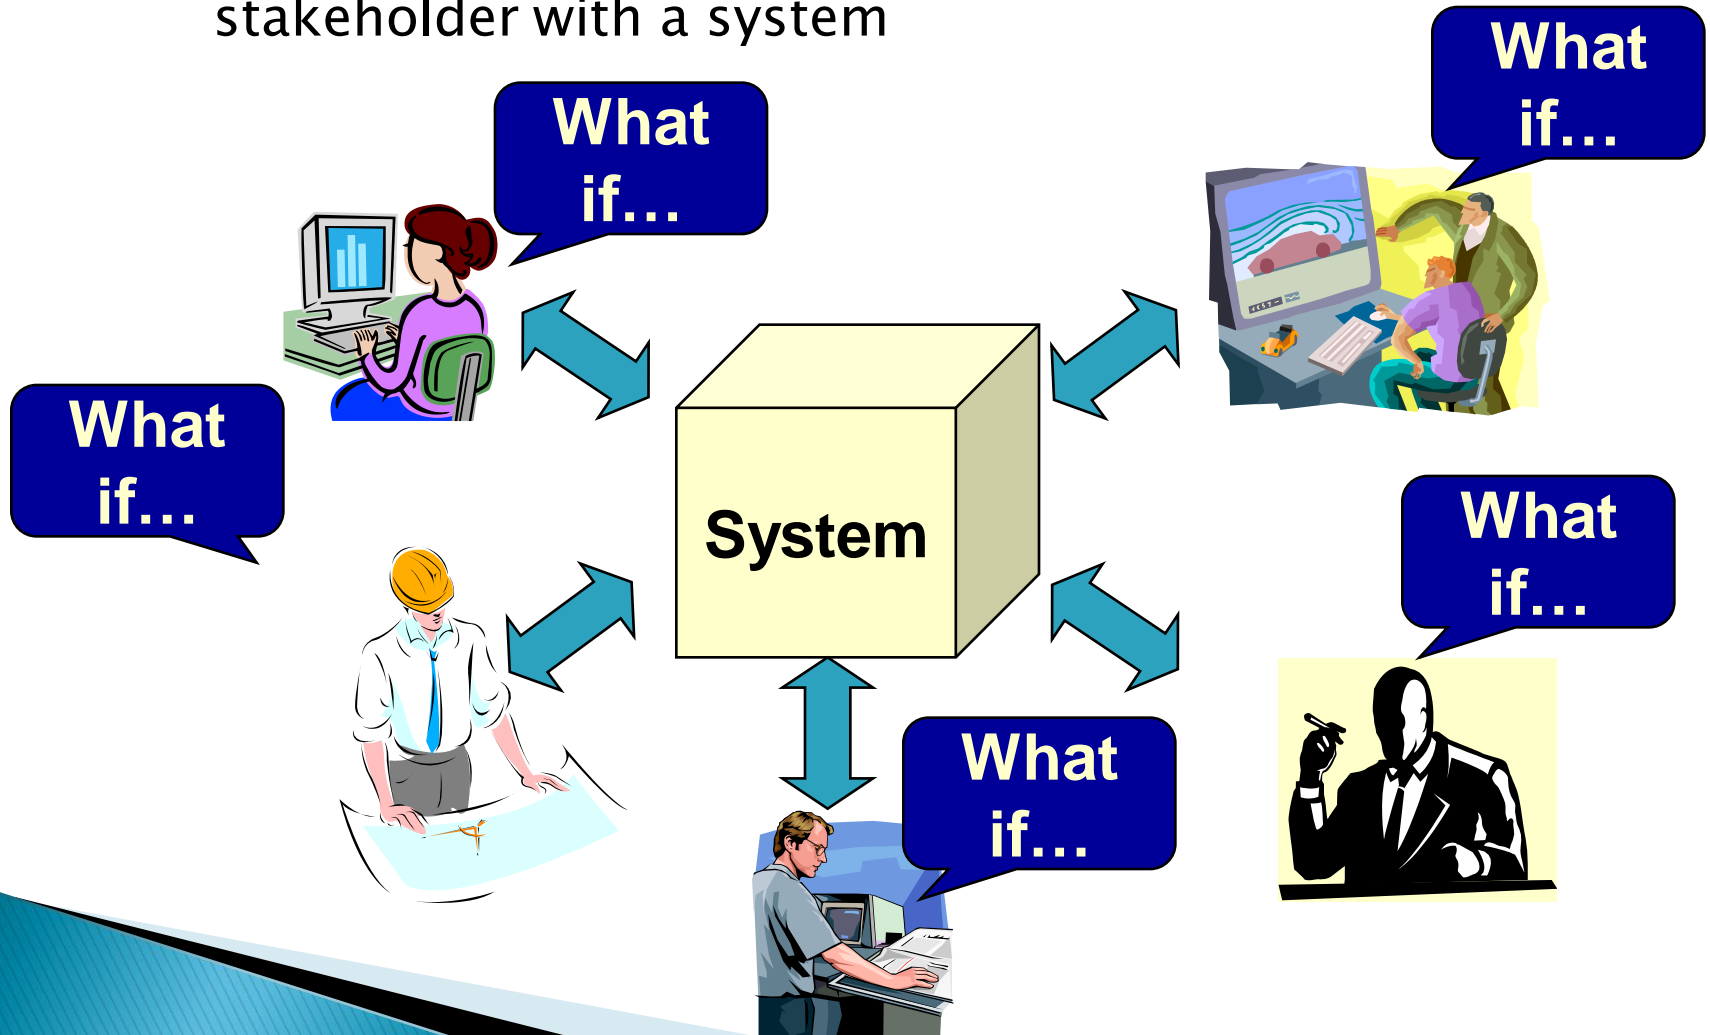 stakeholder with a system
What
if…
What
if…
What
if…
System
What
if…
What
if…